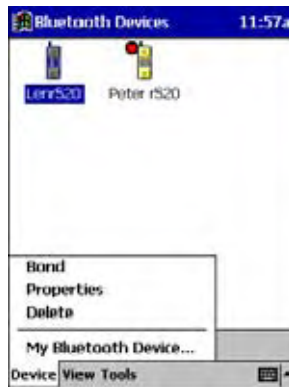 Bluetooth Devices 11:57a
Lenr520 Peter r520
Bond
Properties
Delete
My Bluetooth Device...
Device View Tools